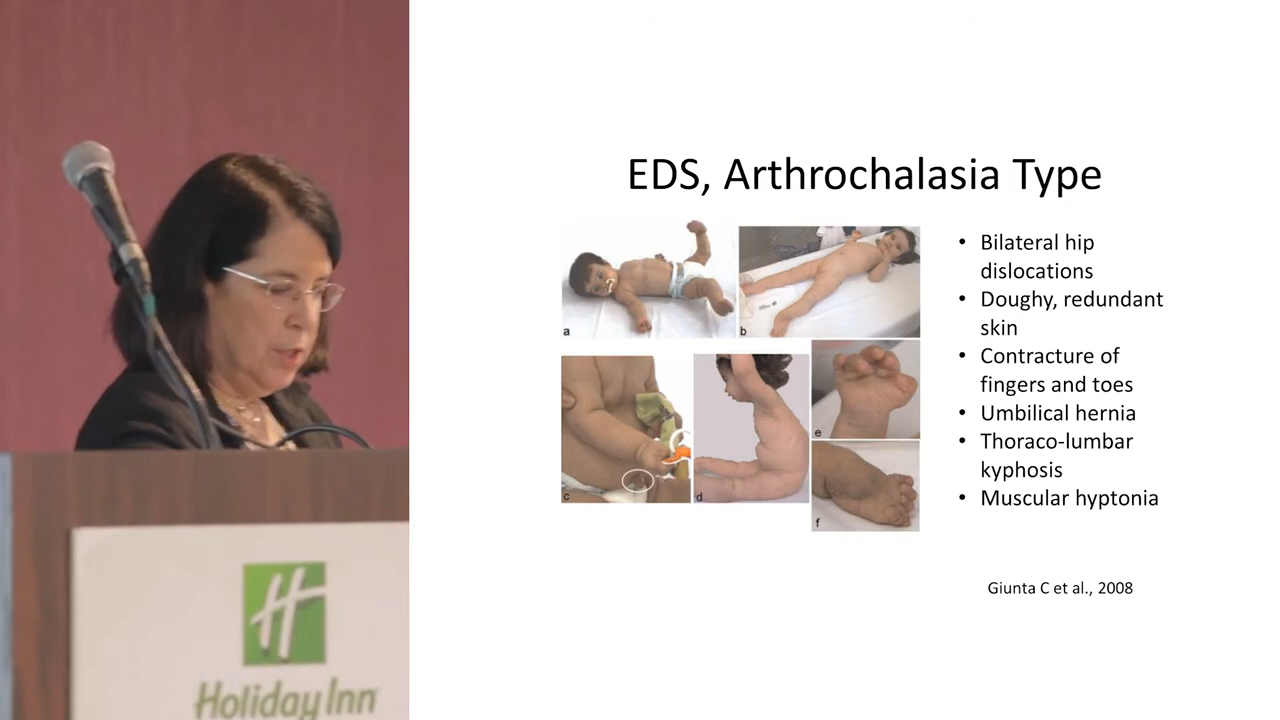 EDS, Arthrochalasia Type
a
b
c
d
e
f
• Bilateral hip
dislocations
• Doughy, redundant
skin
• Contracture of
fingers and toes
• Umbilical hernia
• Thoraco-lumbar
kyphosis
• Muscular hyptonia
Giunta C et al., 2008
H
Holiday Inn